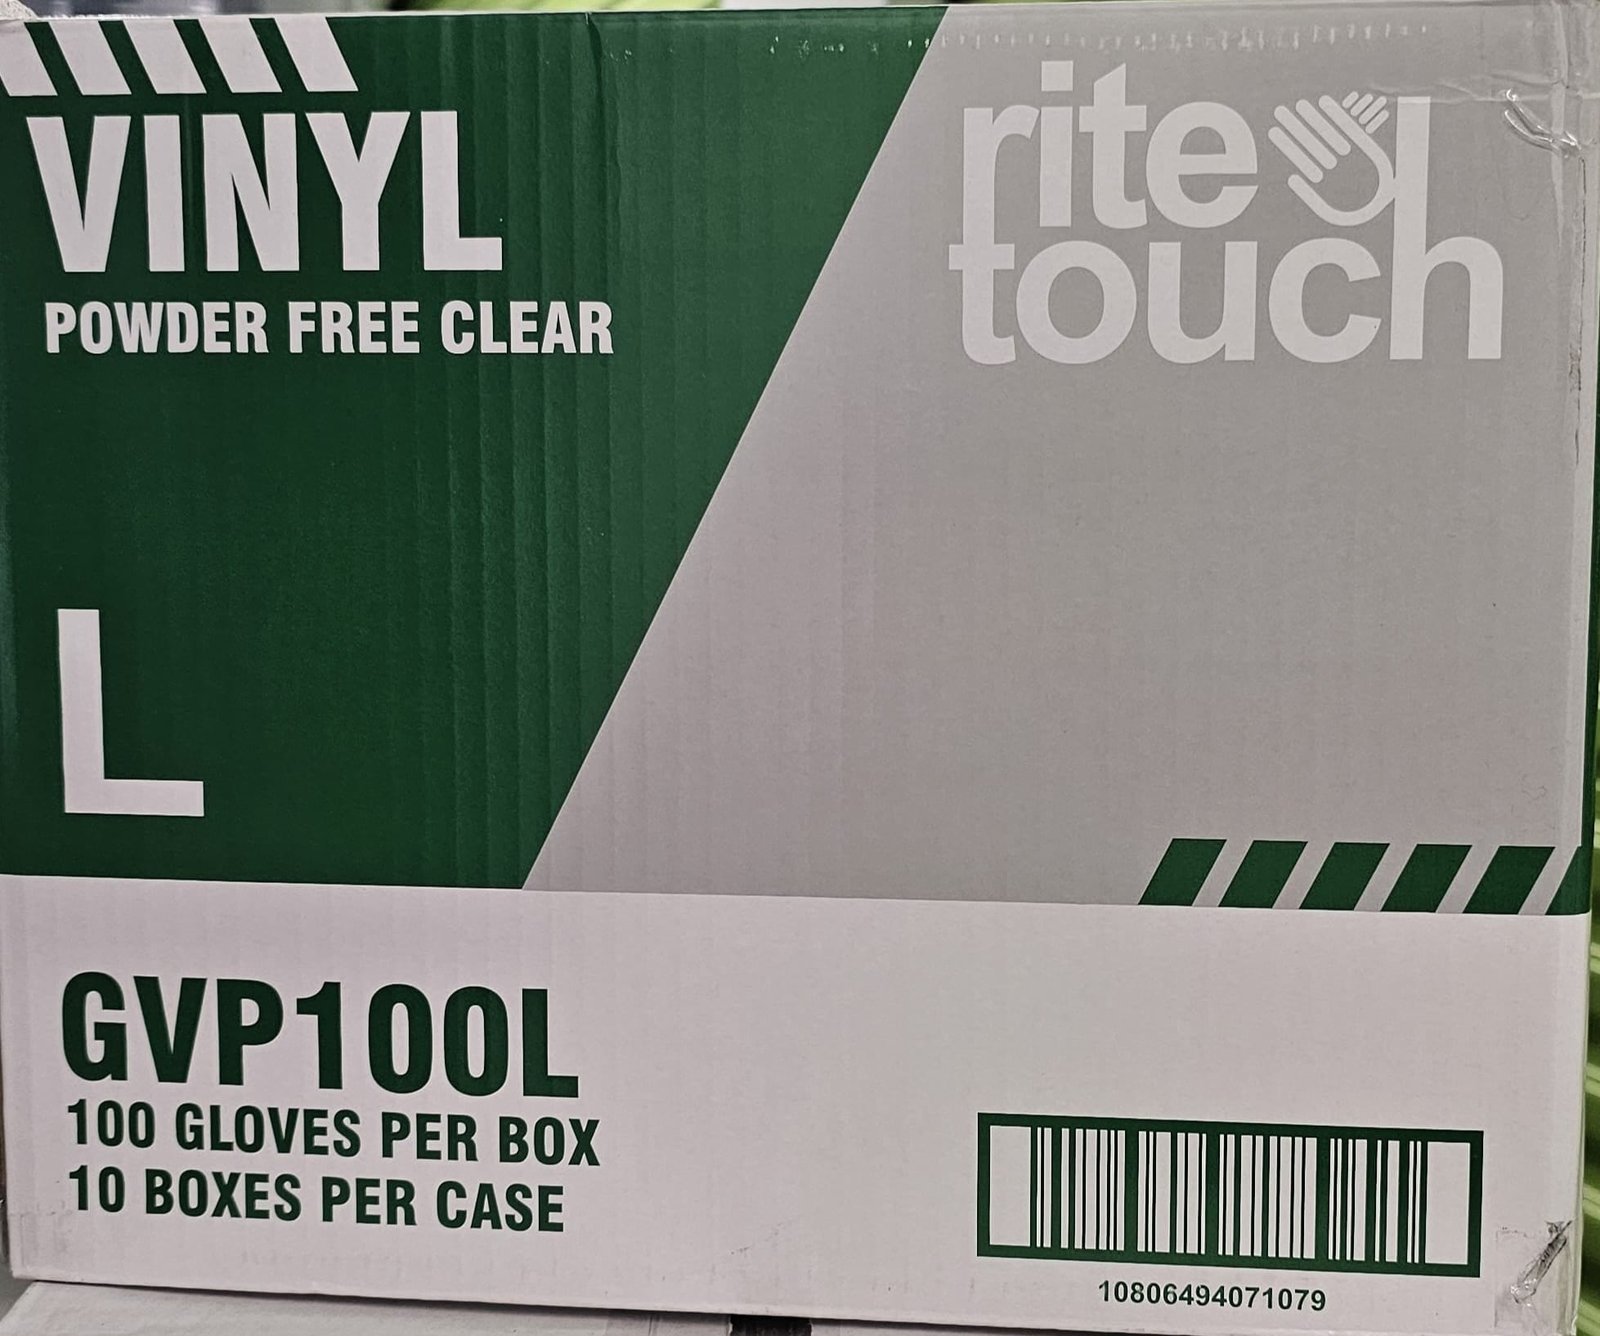 VINYL
POWDER FREE CLEAR
rite
touch
L
GVP100L
100 GLOVES PER BOX
10 BOXES PER CASE
10806494071079